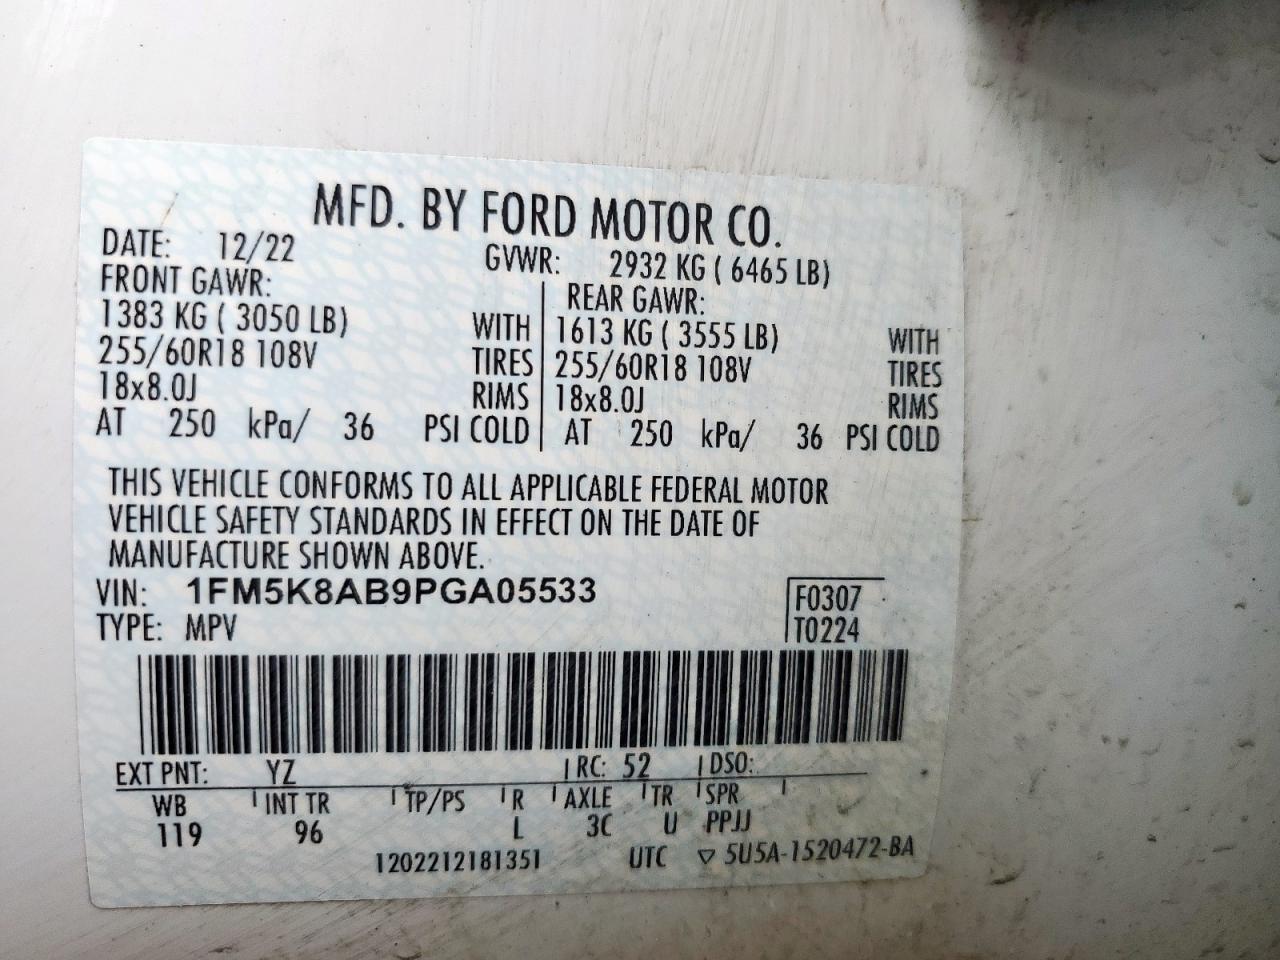 MFD. BY FORD MOTOR CO.
DATE: 12/22 GVWR: 2932 KG ( 6465 LB)
FRONT GAWR: REAR GAWR:
1383 KG ( 3050 LB) WITH 1613 KG ( 3555 LB) WITH
255/60R18 108V TIRES 255/60R18 108V TIRES
18x8.0J RIMS 18x8.0J RIMS
AT 250 kPa/ 36 PSI COLD AT 250 kPa/ 36 PSI COLD
THIS VEHICLE CONFORMS TO ALL APPLICABLE FEDERAL MOTOR
VEHICLE SAFETY STANDARDS IN EFFECT ON THE DATE OF
MANUFACTURE SHOWN ABOVE.
VIN: 1FM5K8AB9PGA05533 F0307
TYPE: MPV T0224
EXT PNT: YZ RC: 52 DSO:
WB INT TR TP/PS R AXLE TR SPR
119 96 L 3C U PPJJ
1202212181351 UTC ▽ 5U5A-1520472-BA